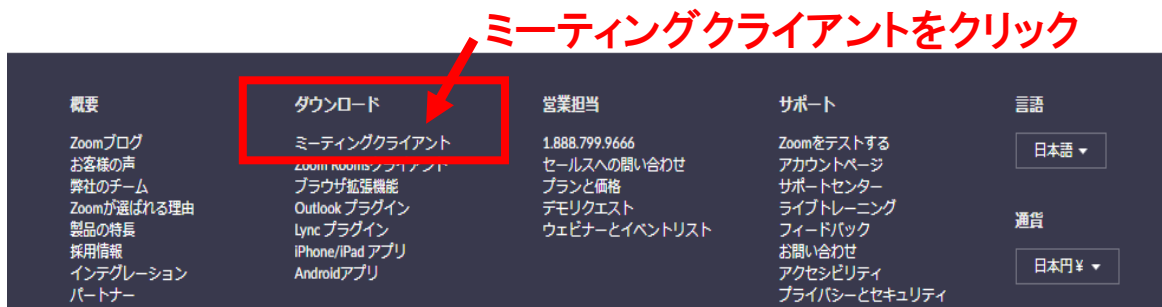 ミーティングクライアントをクリック
概要
Zoomブログ
お客様の声
弊社のチーム
Zoomが選ばれる理由
製品の特長
採用情報
インテグレーション
パートナー
ダウンロード
ミーティングクライアント
Zoom Roomsクライアント
ブラウザ拡張機能
Outlook プラグイン
Lync プラグイン
iPhone/iPad アプリ
Androidアプリ
営業担当
1.888.799.9666
セールスへの問い合わせ
プランと価格
デモリクエスト
ウェビナーとイベントリスト
サポート
Zoomをテストする
アカウントページ
サポートセンター
ライブトレーニング
フィードバック
お問い合わせ
アクセシビリティ
プライバシーとセキュリティ
言語
日本語 ▾
通貨
日本円¥ ▾